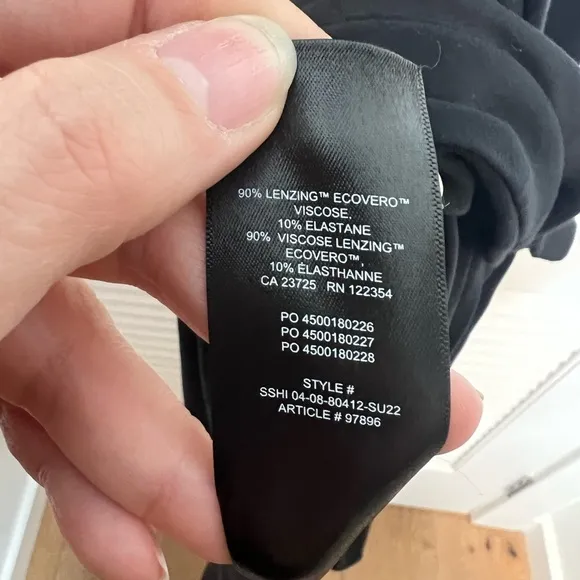 90% LENZING™ ECOVERO™
VISCOSE,
10% ELASTANE
90% VISCOSE LENZING™
ECOVERO™,
10% ÉLASTHANNE
CA 23725 RN 122354
PO 4500180226
PO 4500180227
PO 4500180228
STYLE #
SSHI 04-08-80412-SU22
ARTICLE # 97896